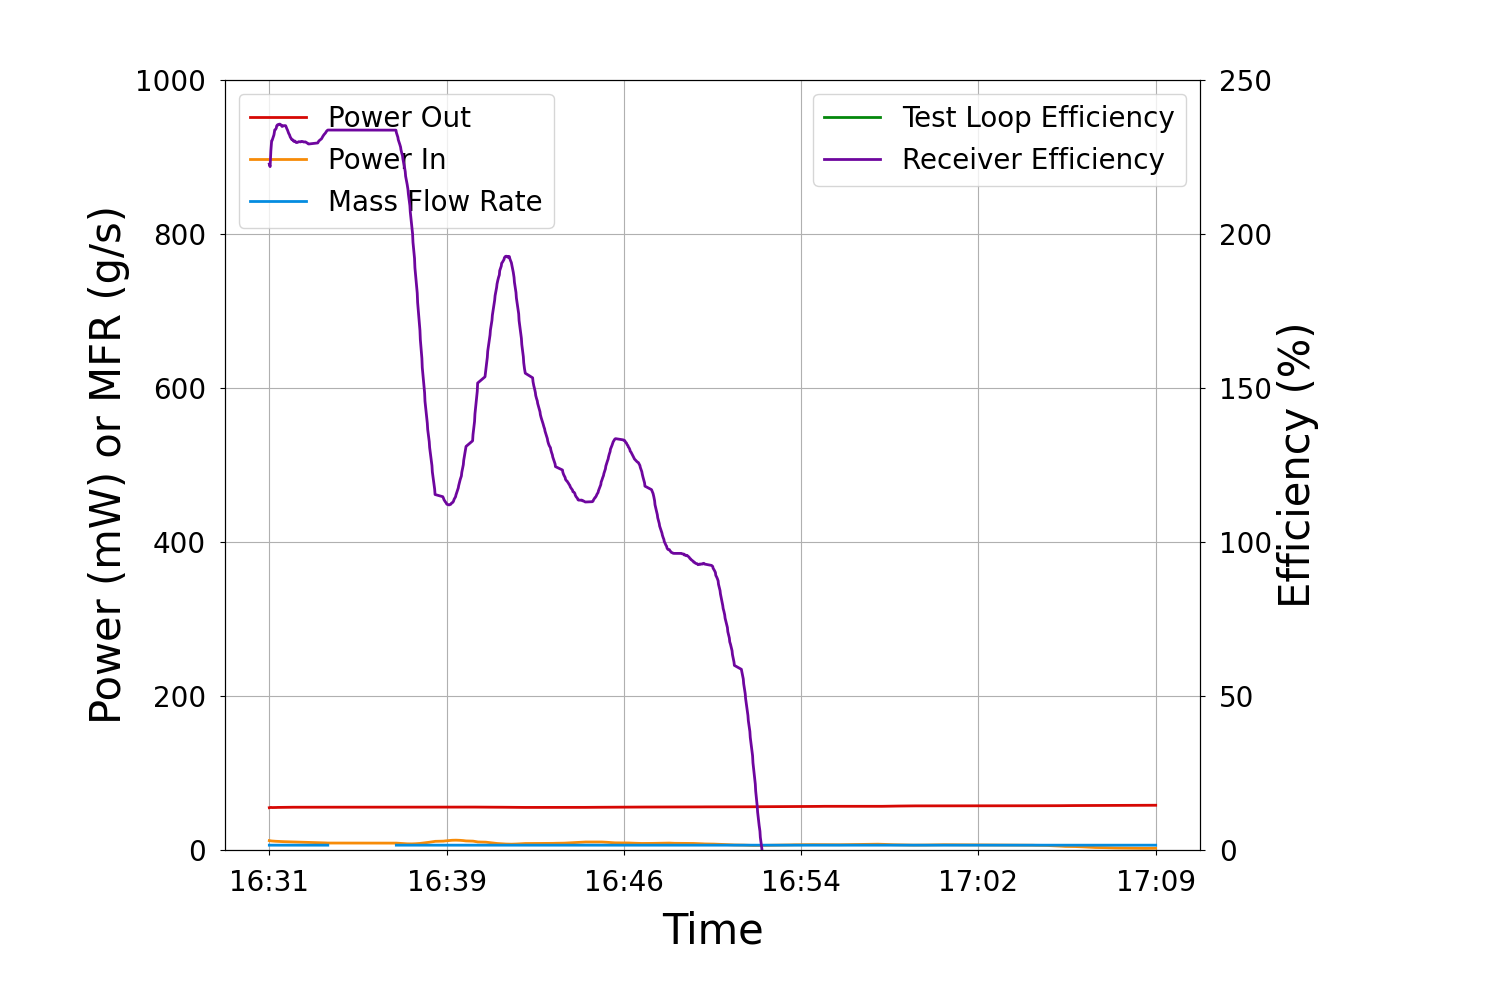 1000
800
600
400
200
0
Power (mW) or MFR (g/s)
Power Out
Power In
Mass Flow Rate
Test Loop Efficiency
Receiver Efficiency
250
200
150
100
50
0
Efficiency (%)
16:31 16:39 16:46 16:54 17:02 17:09
Time